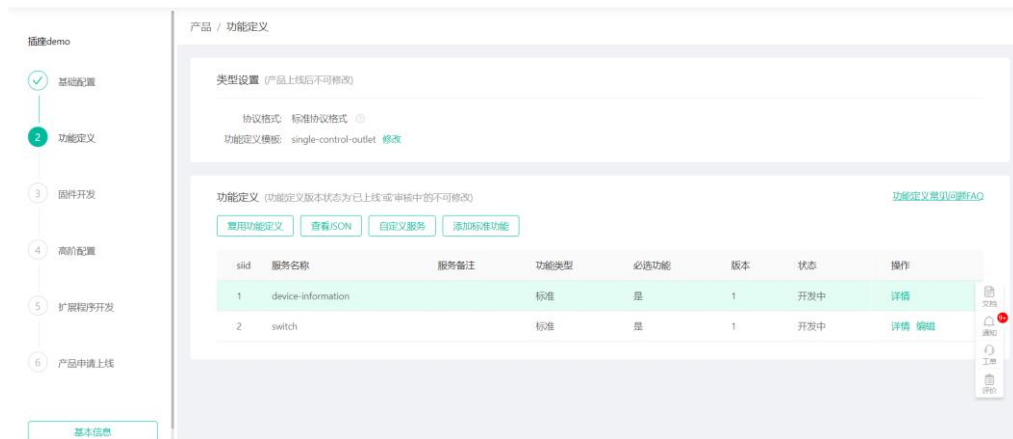 产品 / 功能定义
插座demo
基础配置
2 功能定义
3 固件开发
4 高阶配置
5 扩展程序开发
6 产品申请上线
基本信息
类型设置 (产品上线后不可修改)
协议格式: 标准协议格式
功能定义模板: single-control-outlet 修改
功能定义 (功能定义版本状态为'已上线'或'审核中'的不可修改) 功能定义常见问题FAQ
复用功能定义 查看JSON 自定义服务 添加标准功能
siid 服务名称 服务备注 功能类型 必选功能 版本 状态 操作
1 device-information 标准 是 1 开发中 详情
2 switch 标准 是 1 开发中 详情 编辑
文档
9+
通知
工单
评价